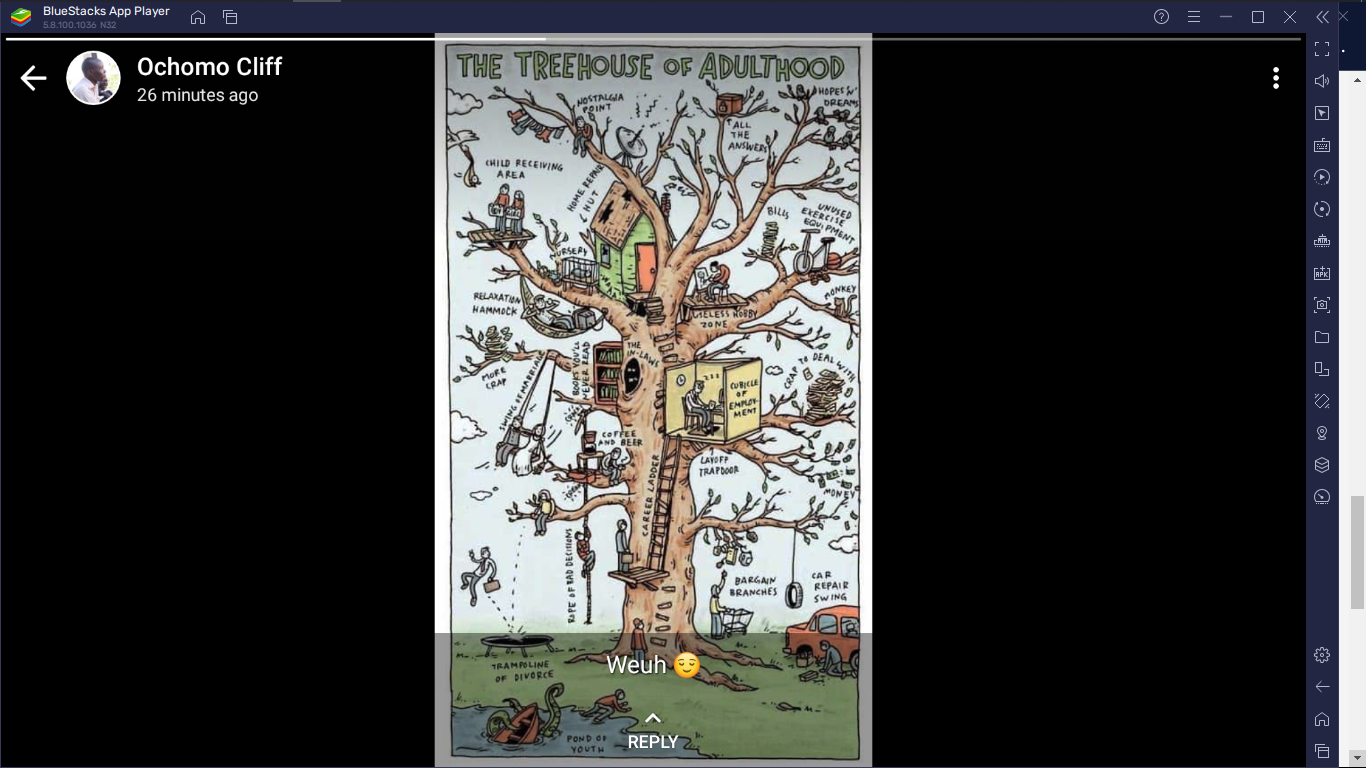 BlueStacks App Player
5.8.100.1036 N32
Ochomo Cliff
26 minutes ago
THE TREEHOUSE OF ADULTHOOD
NOSTALGIA
POINT
HOPES 'N'
DREAMS
ALL
THE
ANSWERS
CHILD RECEIVING
AREA
HOME REPAIR
HUT
BILLS
UNUSED
EXERCISE
EQUIPMENT
NURSERY
RELAXATION
HAMMOCK
MONKEY
USELESS HOBBY
ZONE
THE
IN-LAWS
BOOKS YOU'LL
NEVER READ
MORE
CRAP
SWING OF MARRIAGE
CUBICLE
OF
EMPLOY-
MENT
CRAP TO DEAL WITH
COFFEE
AND BEER
LAYOFF
TRAPDOOR
CAREER LADDER
MONEY
ROPE OF BAD DECISIONS
BARGAIN
BRANCHES
CAR
REPAIR
SWING
TRAMPOLINE
OF DIVORCE
POND OF
YOUTH
Weuh 😌
REPLY